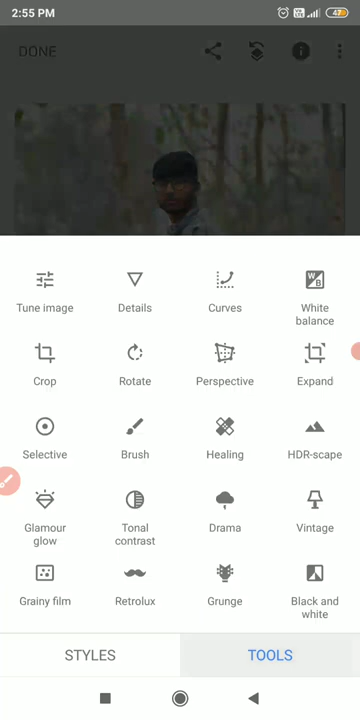 2:55 PM
47
DONE
Tune image
Details
Curves
White balance
Crop
Rotate
Perspective
Expand
Selective
Brush
Healing
HDR-scape
Glamour glow
Tonal contrast
Drama
Vintage
Grainy film
Retrolux
Grunge
Black and white
STYLES
TOOLS